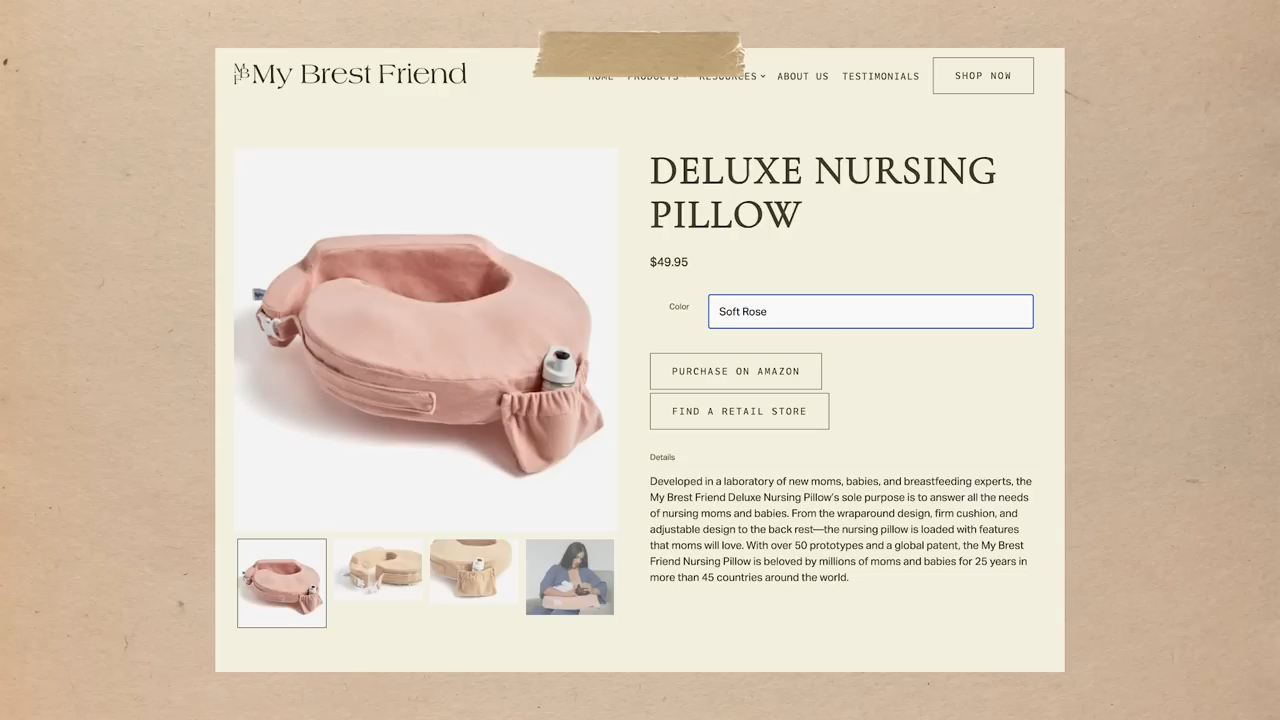 My Brest Friend
HOME PRODUCTS RESOURCES ABOUT US TESTIMONIALS SHOP NOW
DELUXE NURSING
PILLOW
$49.95
Color
Soft Rose
PURCHASE ON AMAZON
FIND A RETAIL STORE
Details
Developed in a laboratory of new moms, babies, and breastfeeding experts, the
My Brest Friend Deluxe Nursing Pillow's sole purpose is to answer all the needs
of nursing moms and babies. From the wraparound design, firm cushion, and
adjustable design to the back rest—the nursing pillow is loaded with features
that moms will love. With over 50 prototypes and a global patent, the My Brest
Friend Nursing Pillow is beloved by millions of moms and babies for 25 years in
more than 45 countries around the world.